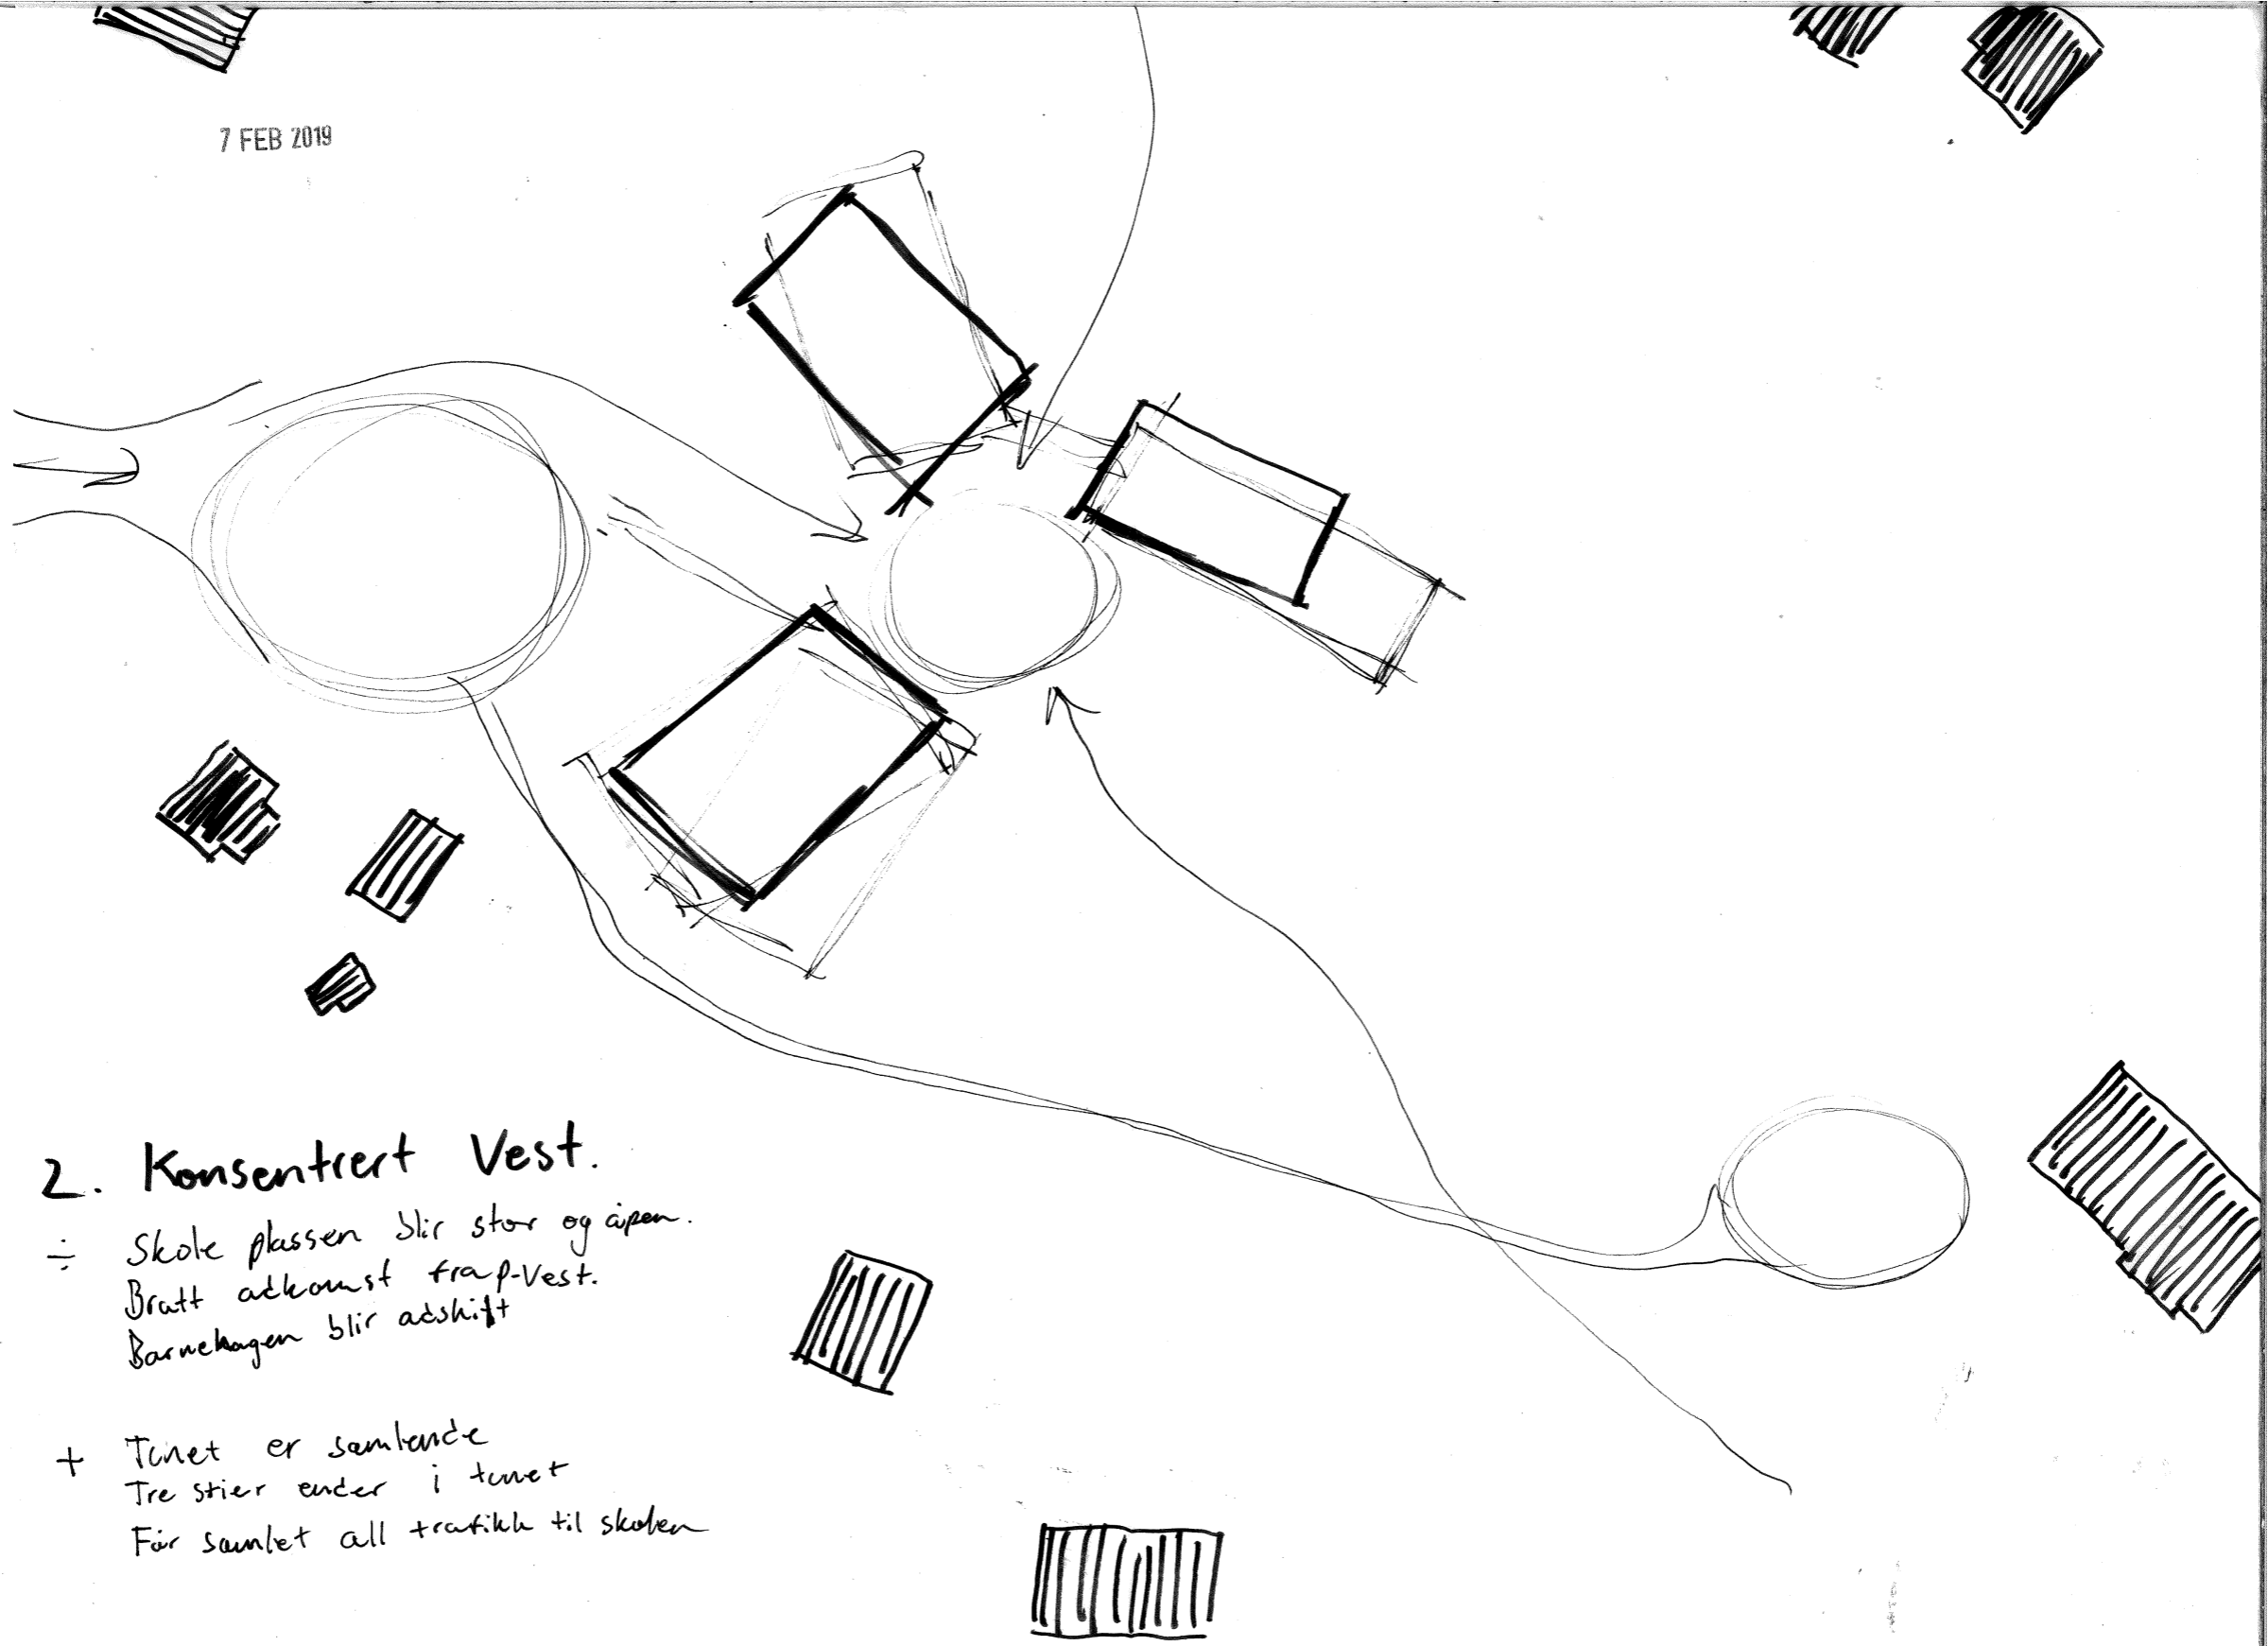 7 FEB 2019
2. Konsentrert Vest.
÷ Skole plassen blir stor og åpen.
Bratt adkomst fra P-Vest.
Barnehagen blir adskilt
+ Tunet er samlende
Tre stier ender i tunet
Får samlet all trafikk til skolen